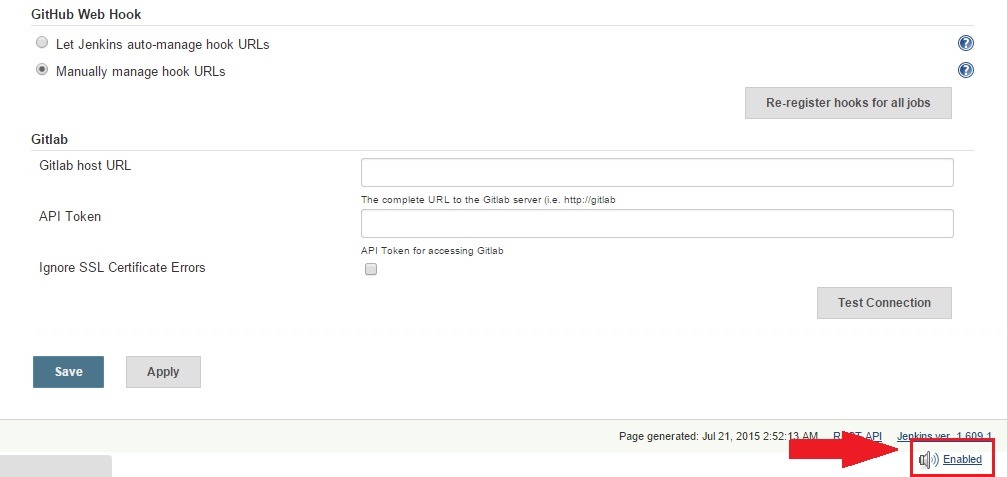 GitHub Web Hook
Let Jenkins auto-manage hook URLs
Manually manage hook URLs
Re-register hooks for all jobs
Gitlab
Gitlab host URL
The complete URL to the Gitlab server (i.e. http://gitlab
API Token
API Token for accessing Gitlab
Ignore SSL Certificate Errors
Test Connection
Save Apply
Page generated: Jul 21, 2015 2:52:13 AM REST API Jenkins ver. 1.609.1
Enabled